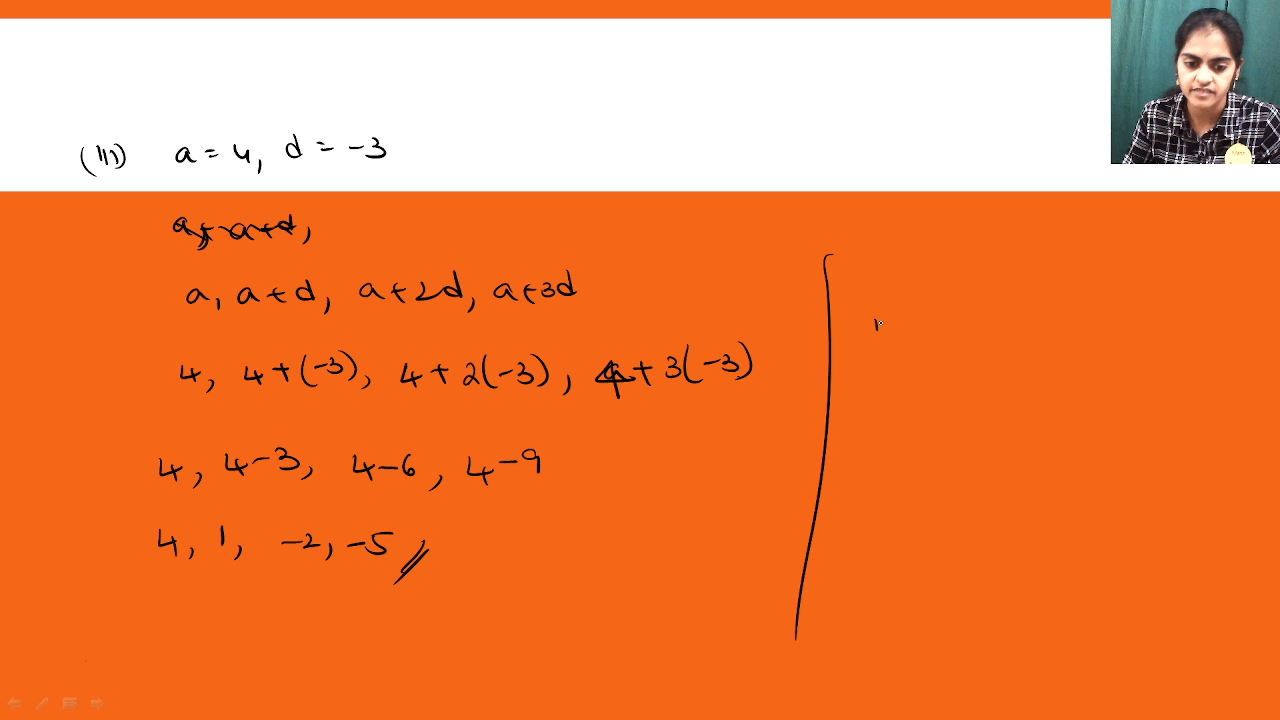 (III) a = 4, d = -3
a, a+d,
a, a+d, a+2d, a+3d
4, 4+(-3), 4+2(-3), 4+3(-3)
4, 4-3, 4-6, 4-9
4, 1, -2, -5,